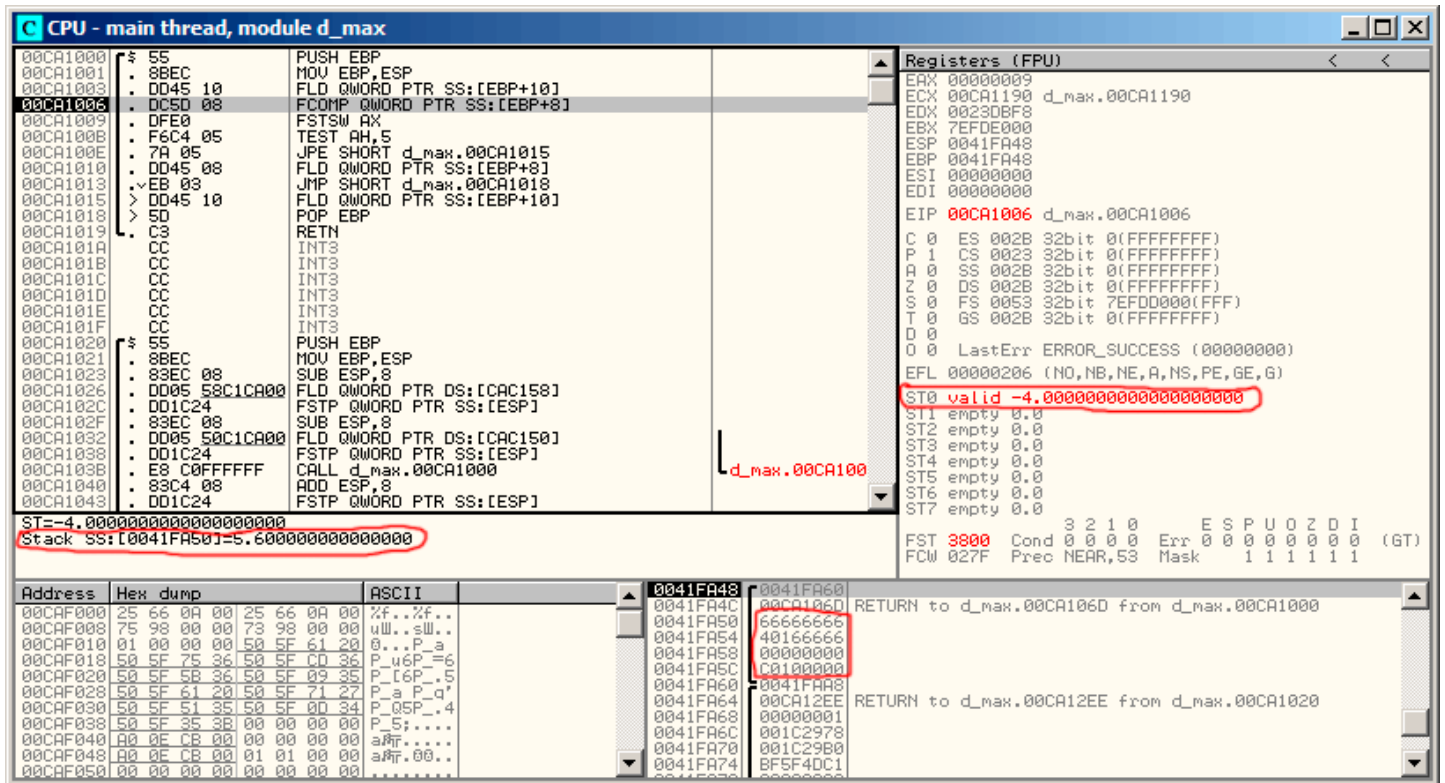 C CPU - main thread, module d_max
00CA1000 $ 55 PUSH EBP
00CA1001 . 8BEC MOV EBP,ESP
00CA1003 . DD45 10 FLD QWORD PTR SS:[EBP+10]
00CA1006 . DC5D 08 FCOMP QWORD PTR SS:[EBP+8]
00CA1009 . DFE0 FSTSW AX
00CA100B . F6C4 05 TEST AH,5
00CA100E . 7A 05 JPE SHORT d_max.00CA1015
00CA1010 . DD45 08 FLD QWORD PTR SS:[EBP+8]
00CA1013 .vEB 03 JMP SHORT d_max.00CA1018
00CA1015 > DD45 10 FLD QWORD PTR SS:[EBP+10]
00CA1018 > 5D POP EBP
00CA1019 . C3 RETN
00CA101A CC INT3
00CA101B CC INT3
00CA101C CC INT3
00CA101D CC INT3
00CA101E CC INT3
00CA101F CC INT3
00CA1020 $ 55 PUSH EBP
00CA1021 . 8BEC MOV EBP,ESP
00CA1023 . 83EC 08 SUB ESP,8
00CA1026 . DD05 58C1CA00 FLD QWORD PTR DS:[CAC158]
00CA102C . DD1C24 FSTP QWORD PTR SS:[ESP]
00CA102F . 83EC 08 SUB ESP,8
00CA1032 . DD05 50C1CA00 FLD QWORD PTR DS:[CAC150]
00CA1038 . DD1C24 FSTP QWORD PTR SS:[ESP]
00CA103B . E8 C0FFFFFF CALL d_max.00CA1000 d_max.00CA100
00CA1040 . 83C4 08 ADD ESP,8
00CA1043 . DD1C24 FSTP QWORD PTR SS:[ESP]
ST=-4.0000000000000000000
Stack SS:[0041FA50]=5.600000000000000
Registers (FPU) < <
EAX 00000009
ECX 00CA1190 d_max.00CA1190
EDX 0023DBF8
EBX 7EFDE000
ESP 0041FA48
EBP 0041FA48
ESI 00000000
EDI 00000000
EIP 00CA1006 d_max.00CA1006
C 0 ES 002B 32bit 0(FFFFFFFF)
P 1 CS 0023 32bit 0(FFFFFFFF)
A 0 SS 002B 32bit 0(FFFFFFFF)
Z 0 DS 002B 32bit 0(FFFFFFFF)
S 0 FS 0053 32bit 7EFDD000(FFF)
T 0 GS 002B 32bit 0(FFFFFFFF)
D 0
O 0 LastErr ERROR_SUCCESS (00000000)
EFL 00000206 (NO,NB,NE,A,NS,PE,GE,G)
ST0 valid -4.0000000000000000000
ST1 empty 0.0
ST2 empty 0.0
ST3 empty 0.0
ST4 empty 0.0
ST5 empty 0.0
ST6 empty 0.0
ST7 empty 0.0
3 2 1 0 E S P U O Z D I
FST 3800 Cond 0 0 0 0 Err 0 0 0 0 0 0 0 0 (GT)
FCW 027F Prec NEAR,53 Mask 1 1 1 1 1 1
Address Hex dump ASCII
00CAF000 25 66 0A 00 25 66 0A 00 %f..%f..
00CAF008 75 98 00 00 73 98 00 00 uШ..sШ..
00CAF010 01 00 00 00 50 5F 61 20 0...P_a
00CAF018 50 5F 75 36 50 5F CD 36 P_u6P_=6
00CAF020 50 5F 5B 36 50 5F 09 35 P_[6P_.5
00CAF028 50 5F 61 20 50 5F 71 27 P_a P_q'
00CAF030 50 5F 51 35 50 5F 0D 34 P_Q5P_.4
00CAF038 50 5F 35 3B 00 00 00 00 P_5;....
00CAF040 A0 0E CB 00 00 00 00 00
00CAF048 A0 0E CB 00 01 01 00 00
00CAF050 00 00 00 00 00 00 00 00 ........
0041FA48 0041FA60
0041FA4C 00CA106D RETURN to d_max.00CA106D from d_max.00CA1000
0041FA50 66666666
0041FA54 40166666
0041FA58 00000000
0041FA5C C0100000
0041FA60 0041FAA8
0041FA64 00CA12EE RETURN to d_max.00CA12EE from d_max.00CA1020
0041FA68 00000001
0041FA6C 001C2978
0041FA70 001C29B0
0041FA74 BF5F4DC1